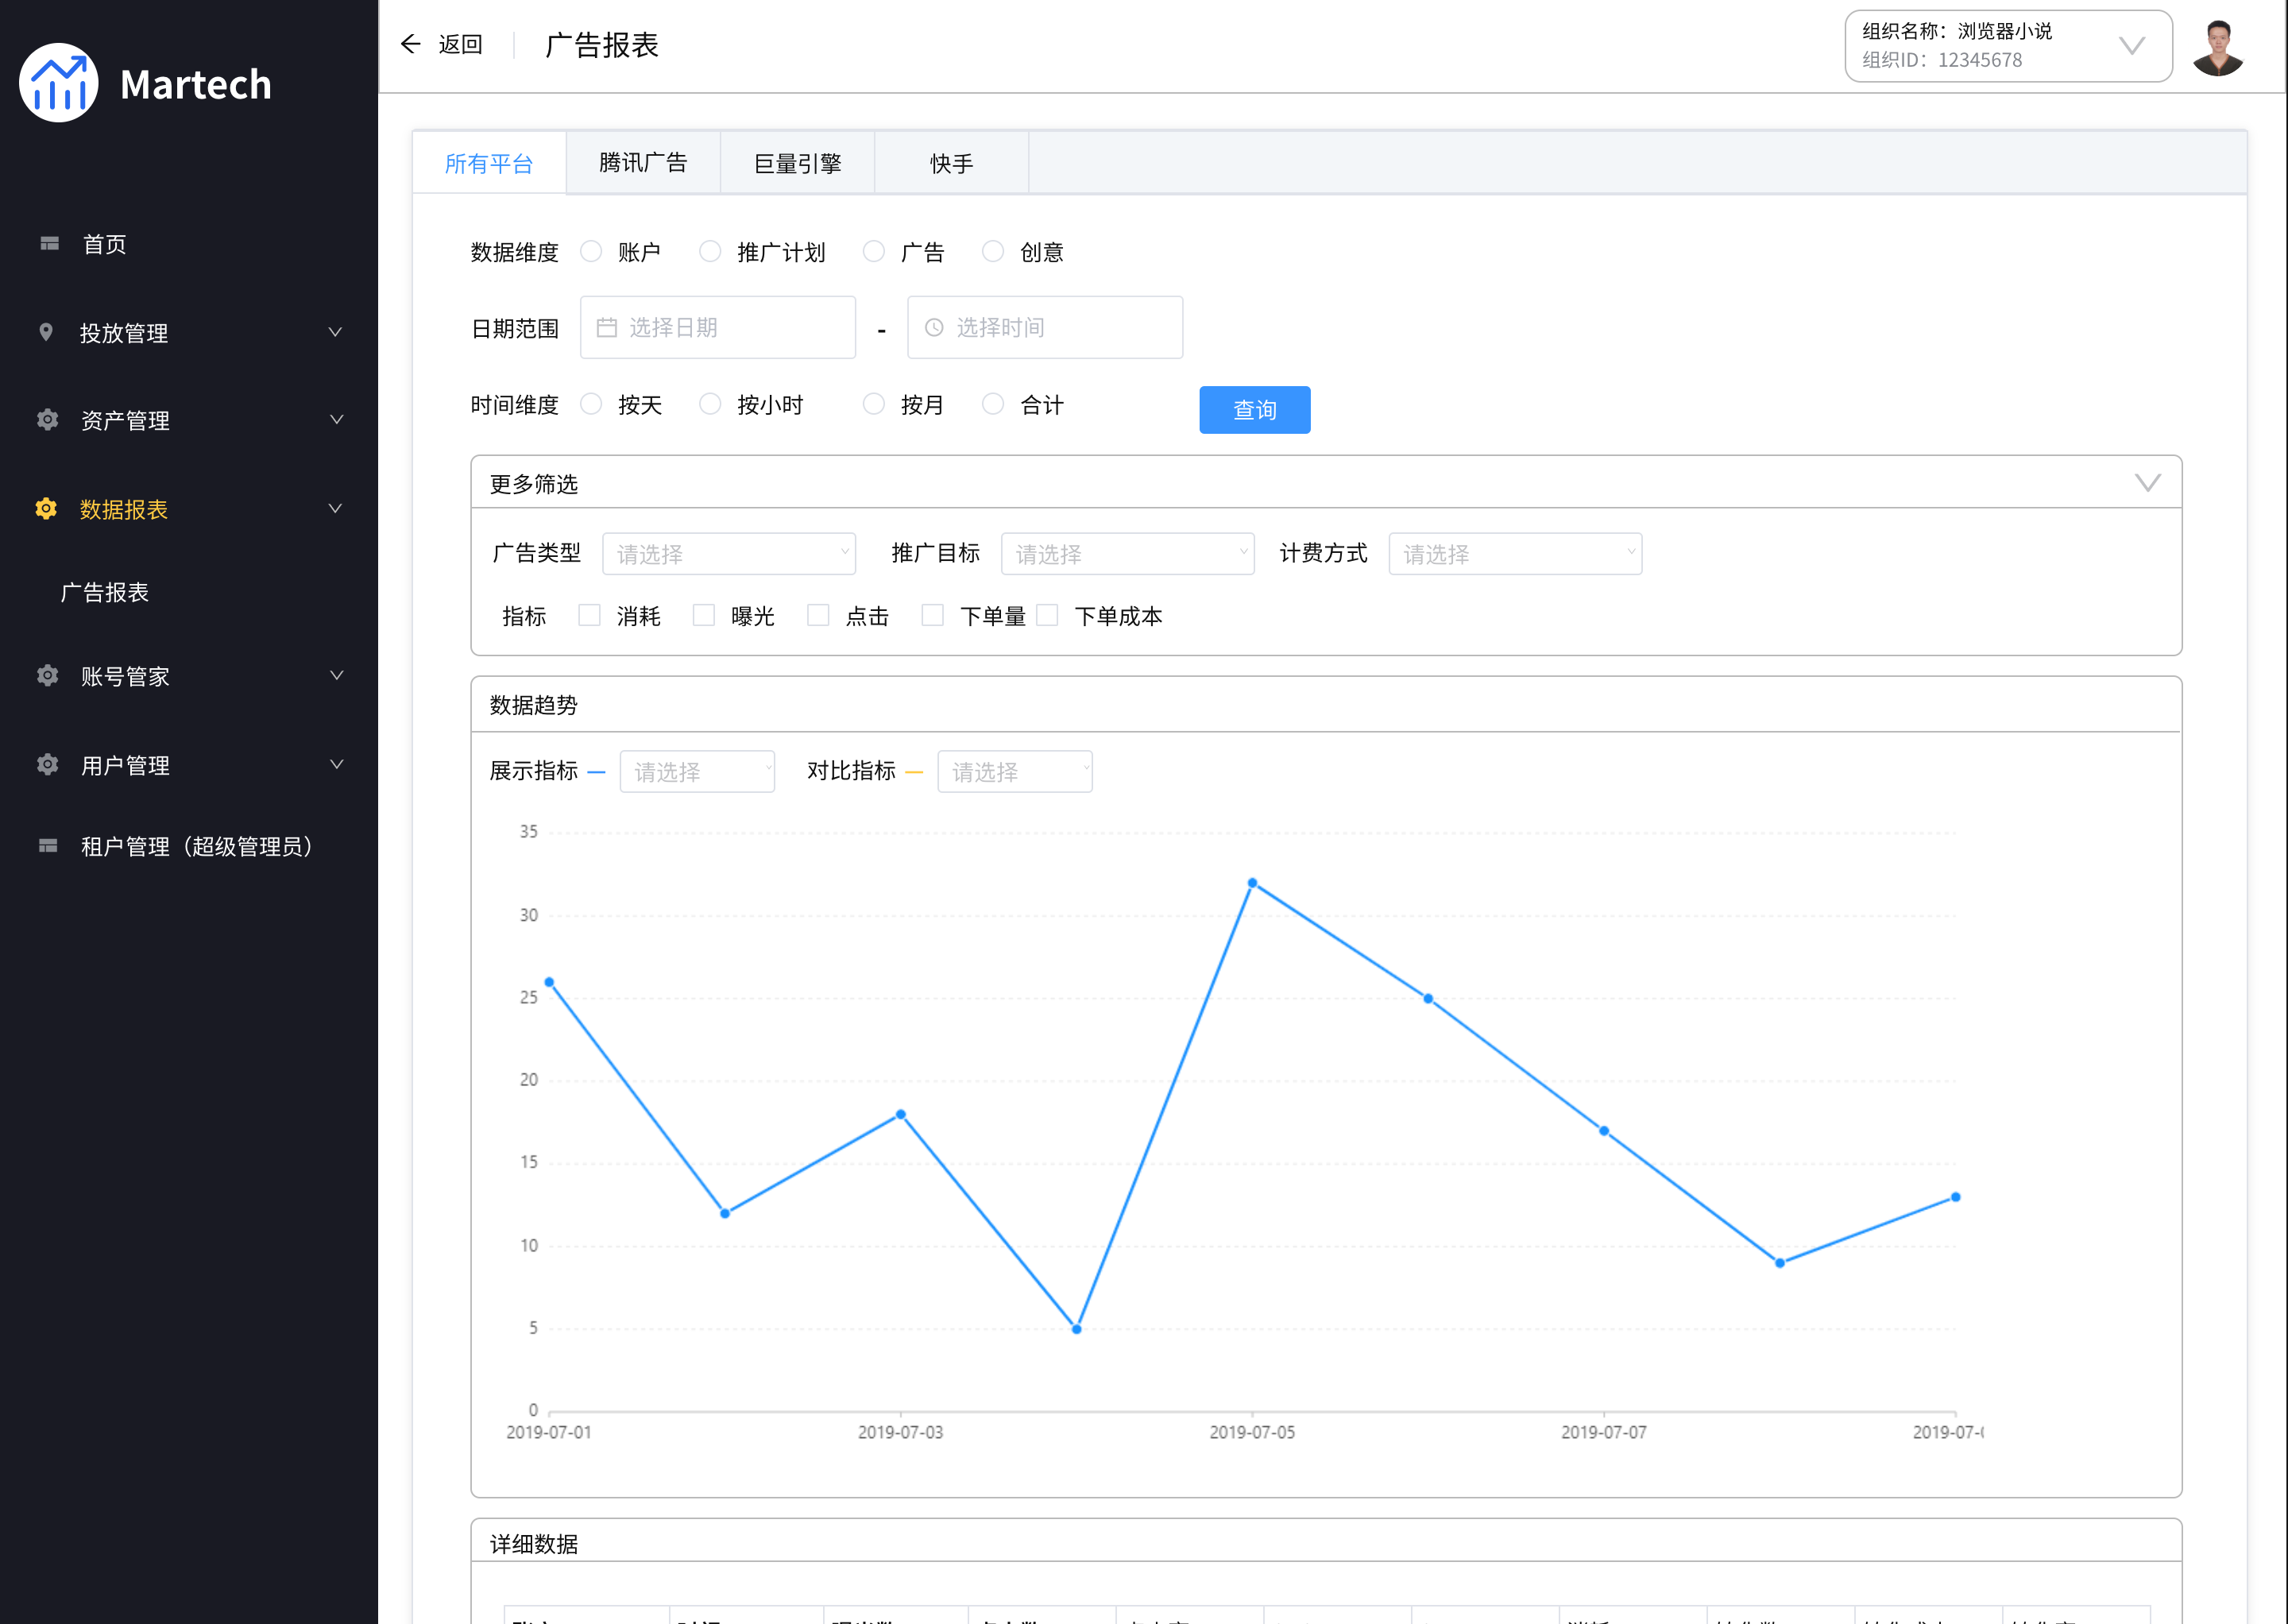 Martech
首页
投放管理
资产管理
数据报表
广告报表
账号管家
用户管理
租户管理（超级管理员）
返回
广告报表
组织名称：浏览器小说
组织ID：12345678
所有平台 腾讯广告 巨量引擎 快手
数据维度 账户 推广计划 广告 创意
日期范围 选择日期 - 选择时间
时间维度 按天 按小时 按月 合计 查询
更多筛选
广告类型 请选择 推广目标 请选择 计费方式 请选择
指标 消耗 曝光 点击 下单量 下单成本
数据趋势
展示指标 请选择 对比指标 请选择
35
30
25
20
15
10
5
0
2019-07-01 2019-07-03 2019-07-05 2019-07-07 2019-07-
详细数据